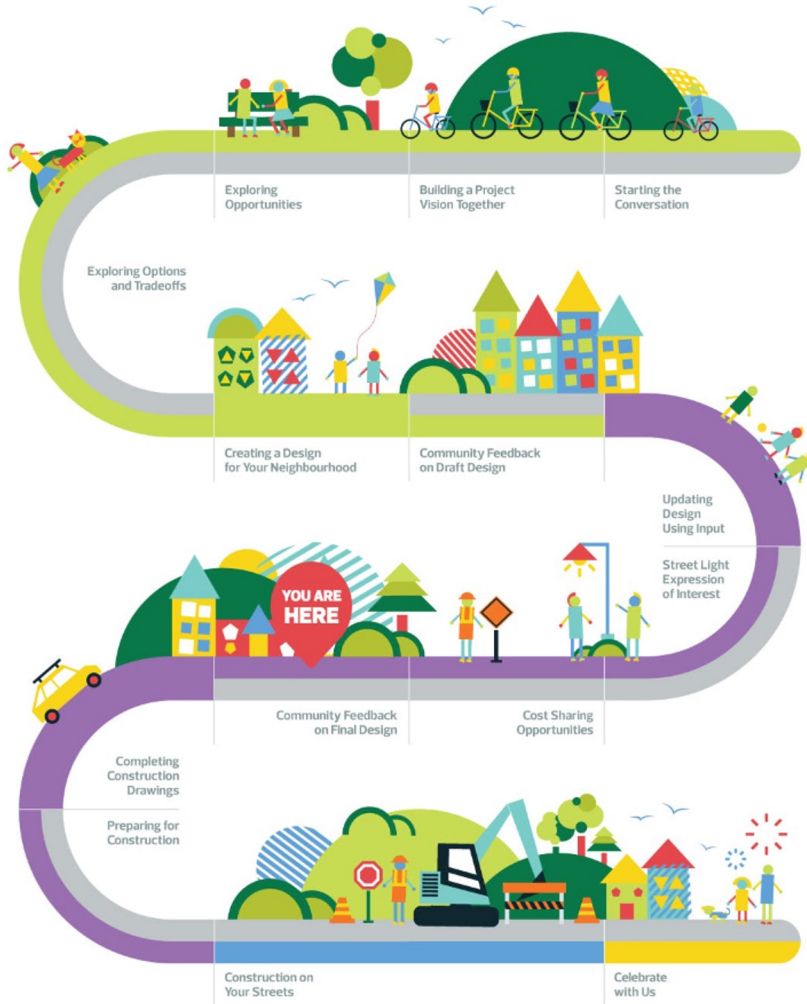 Exploring
Opportunities
Building a Project
Vision Together
Starting the
Conversation
Exploring Options
and Tradeoffs
Creating a Design
for Your Neighbourhood
Community Feedback
on Draft Design
Updating
Design
Using Input
Street Light
Expression
of Interest
YOU ARE
HERE
Community Feedback
on Final Design
Cost Sharing
Opportunities
Completing
Construction
Drawings
Preparing for
Construction
Construction on
Your Streets
Celebrate
with Us